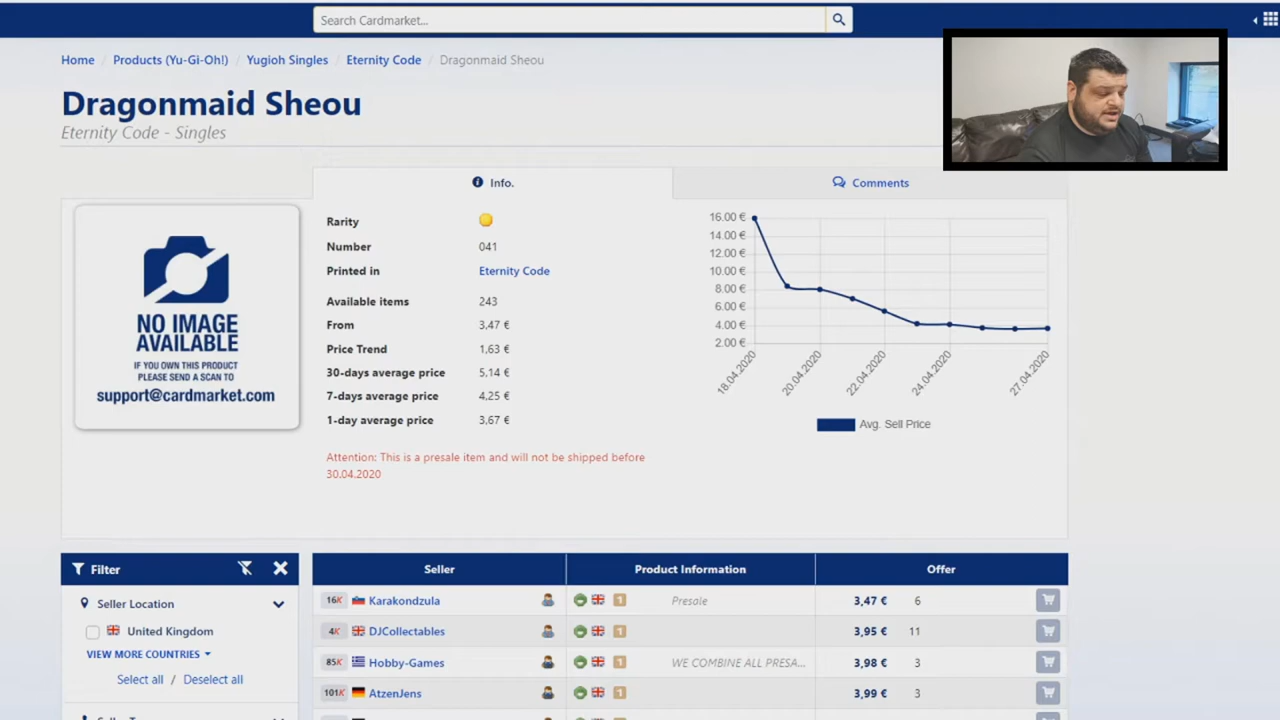 Search Cardmarket...
Home / Products (Yu-Gi-Oh!) / Yugioh Singles / Eternity Code / Dragonmaid Sheou
Dragonmaid Sheou
Eternity Code - Singles
Info.
Comments
NO IMAGE
AVAILABLE
IF YOU OWN THIS PRODUCT
PLEASE SEND A SCAN TO
support@cardmarket.com
Rarity
Number 041
Printed in Eternity Code
Available items 243
From 3,47 €
Price Trend 1,63 €
30-days average price 5,14 €
7-days average price 4,25 €
1-day average price 3,67 €
Attention: This is a presale item and will not be shipped before
30.04.2020
16.00 €
14.00 €
12.00 €
10.00 €
8.00 €
6.00 €
4.00 €
2.00 €
18.04.2020 20.04.2020 22.04.2020 24.04.2020 27.04.2020
Avg. Sell Price
Filter
Seller Location
United Kingdom
VIEW MORE COUNTRIES
Select all / Deselect all
Seller Product Information Offer
16K Karakondzula 1 Presale 3,47 € 6
4K DJCollectables 1 3,95 € 11
85K Hobby-Games 1 WE COMBINE ALL PRESA... 3,98 € 3
101K AtzenJens 1 3,99 € 3